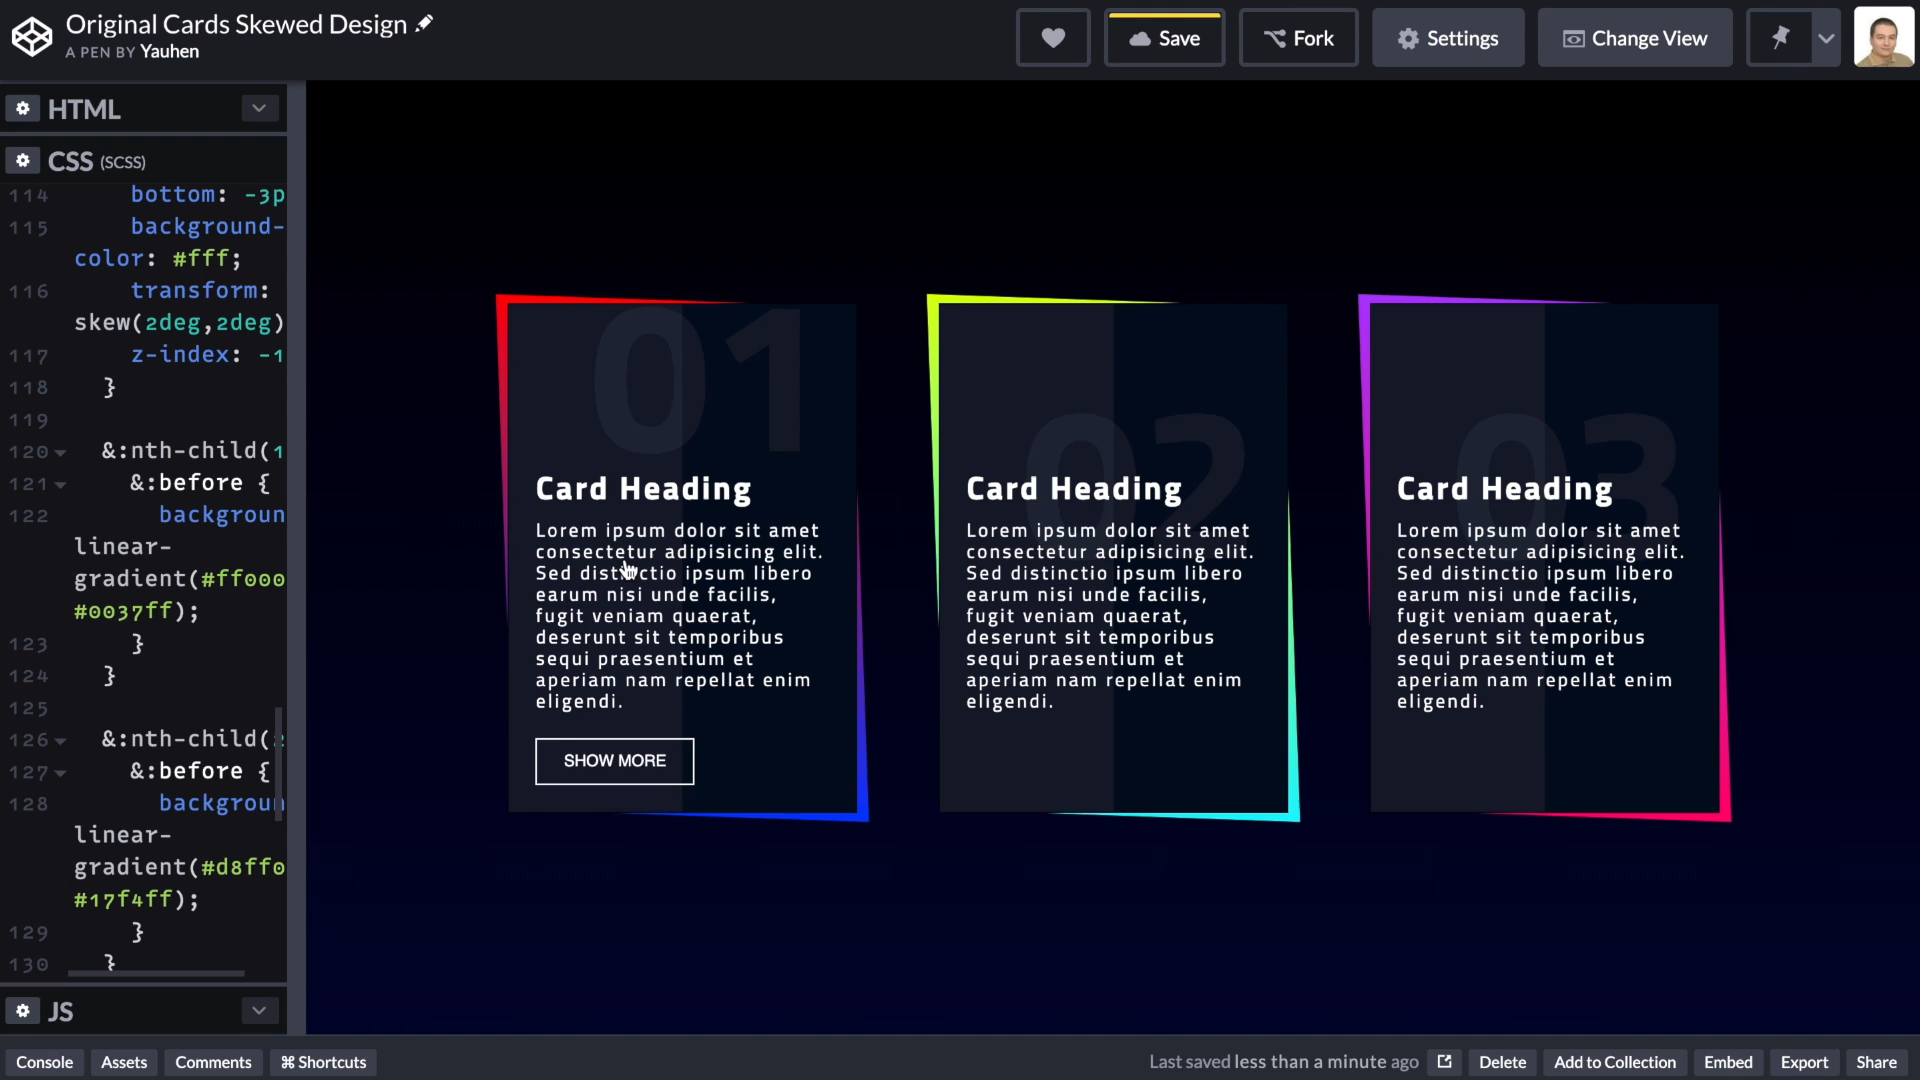 Original Cards Skewed Design
A PEN BY Yauhen
Save
Fork
Settings
Change View
HTML
CSS (SCSS)
114 bottom: -3p
115 background-
color: #fff;
116 transform:
skew(2deg,2deg)
117 z-index: -1
118 }
119
120 &:nth-child(1
121 &:before {
122 backgroun
linear-
gradient(#ff000
#0037ff);
123 }
124 }
125
126 &:nth-child(2
127 &:before {
128 backgroun
linear-
gradient(#d8ff0
#17f4ff);
129 }
130 }
JS
01
Card Heading
Lorem ipsum dolor sit amet
consectetur adipisicing elit.
Sed distinctio ipsum libero
earum nisi unde facilis,
fugit veniam quaerat,
deserunt sit temporibus
sequi praesentium et
aperiam nam repellat enim
eligendi.
SHOW MORE
02
Card Heading
Lorem ipsum dolor sit amet
consectetur adipisicing elit.
Sed distinctio ipsum libero
earum nisi unde facilis,
fugit veniam quaerat,
deserunt sit temporibus
sequi praesentium et
aperiam nam repellat enim
eligendi.
03
Card Heading
Lorem ipsum dolor sit amet
consectetur adipisicing elit.
Sed distinctio ipsum libero
earum nisi unde facilis,
fugit veniam quaerat,
deserunt sit temporibus
sequi praesentium et
aperiam nam repellat enim
eligendi.
Console
Assets
Comments
⌘ Shortcuts
Last saved less than a minute ago
Delete
Add to Collection
Embed
Export
Share